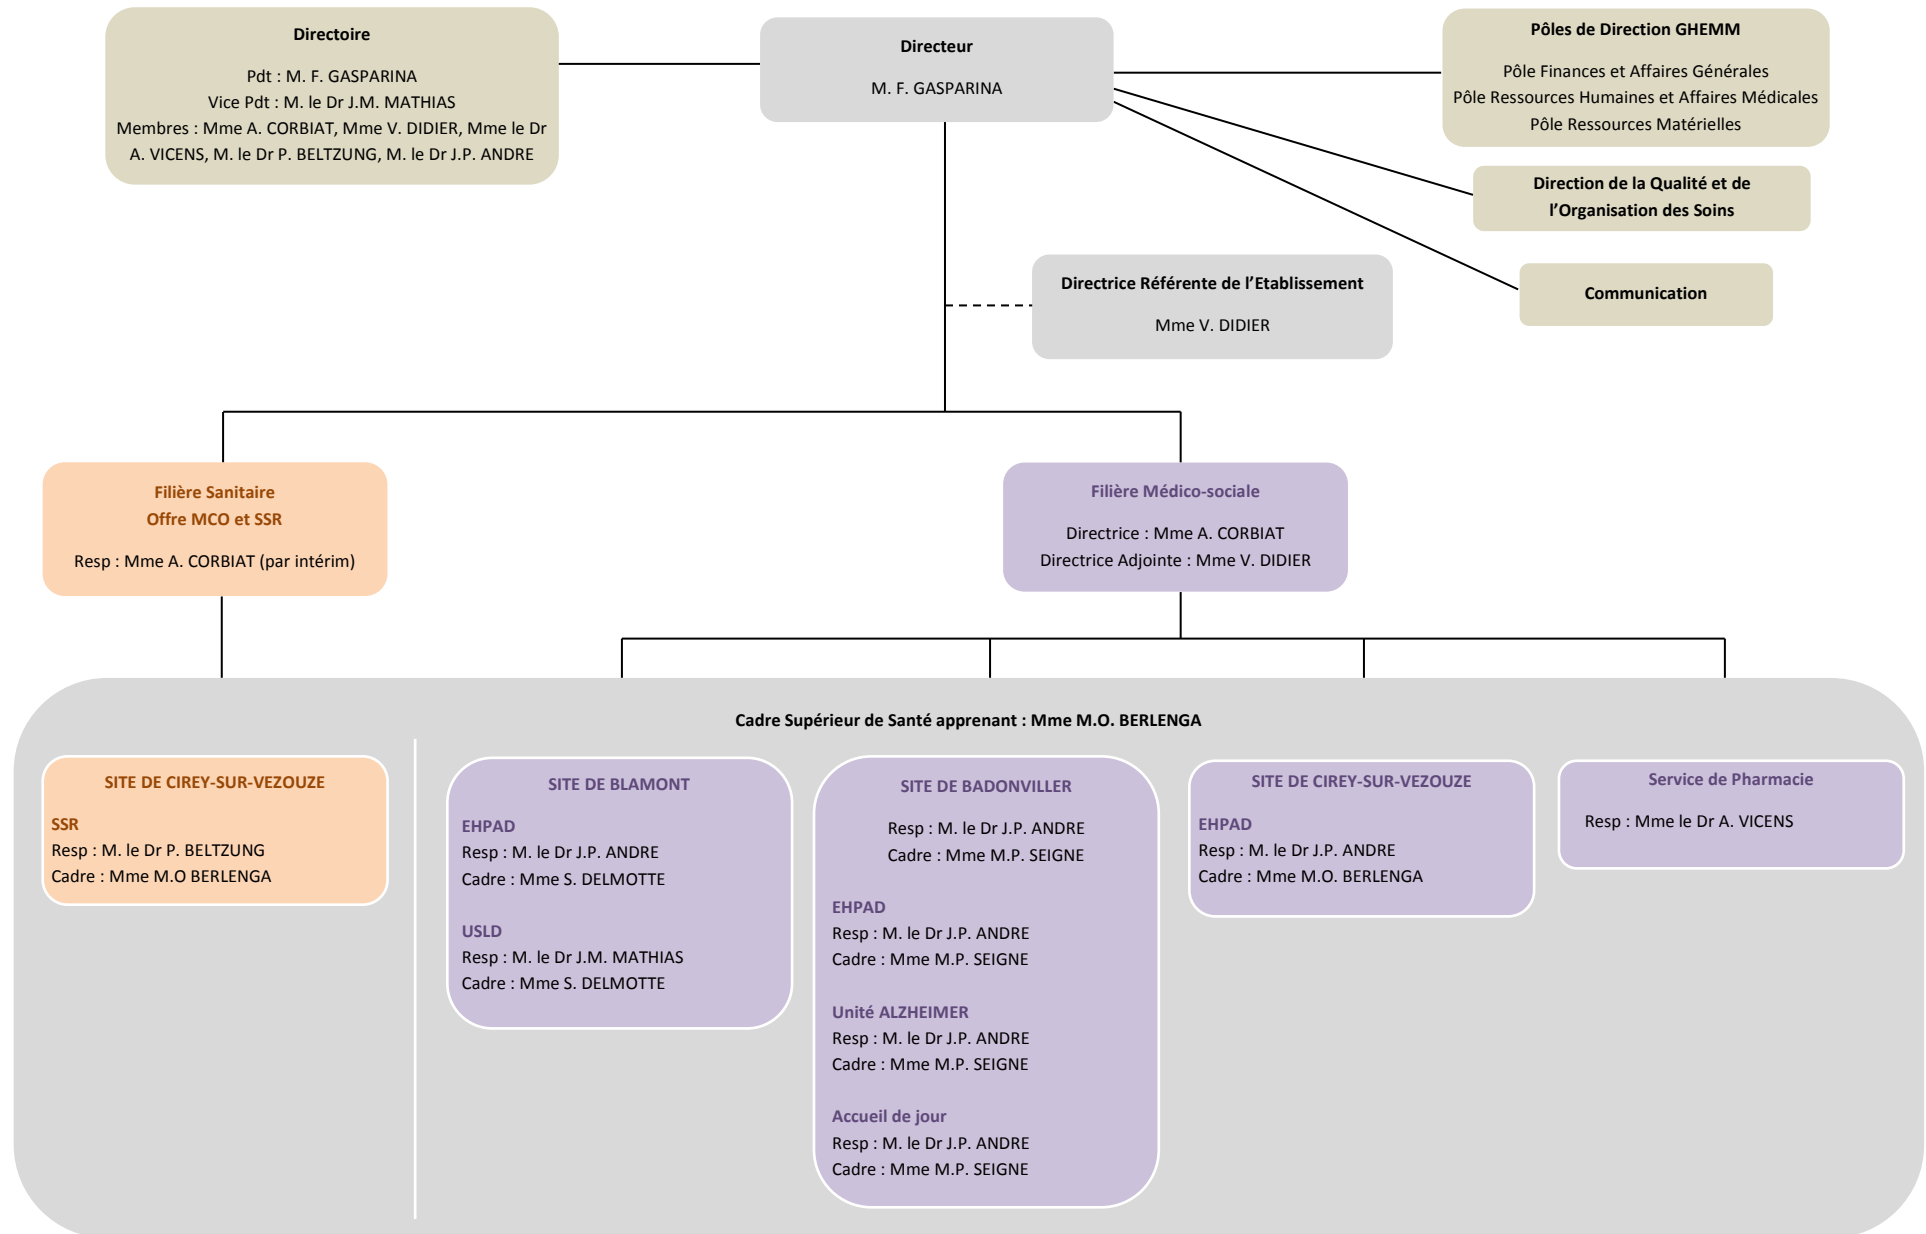 Directoire
Pdt : M. F. GASPARINA
Vice Pdt : M. le Dr J.M. MATHIAS
Membres : Mme A. CORBIAT, Mme V. DIDIER, Mme le Dr
A. VICENS, M. le Dr P. BELTZUNG, M. le Dr J.P. ANDRE
Directeur
M. F. GASPARINA
Pôles de Direction GHEMM
Pôle Finances et Affaires Générales
Pôle Ressources Humaines et Affaires Médicales
Pôle Ressources Matérielles
Direction de la Qualité et de
l’Organisation des Soins
Communication
Directrice Référente de l’Etablissement
Mme V. DIDIER
Filière Sanitaire
Offre MCO et SSR
Resp : Mme A. CORBIAT (par intérim)
Filière Médico-sociale
Directrice : Mme A. CORBIAT
Directrice Adjointe : Mme V. DIDIER
Cadre Supérieur de Santé apprenant : Mme M.O. BERLENGA
SITE DE CIREY-SUR-VEZOUZE
SSR
Resp : M. le Dr P. BELTZUNG
Cadre : Mme M.O BERLENGA
SITE DE BLAMONT
EHPAD
Resp : M. le Dr J.P. ANDRE
Cadre : Mme S. DELMOTTE
USLD
Resp : M. le Dr J.M. MATHIAS
Cadre : Mme S. DELMOTTE
SITE DE BADONVILLER
Resp : M. le Dr J.P. ANDRE
Cadre : Mme M.P. SEIGNE
EHPAD
Resp : M. le Dr J.P. ANDRE
Cadre : Mme M.P. SEIGNE
Unité ALZHEIMER
Resp : M. le Dr J.P. ANDRE
Cadre : Mme M.P. SEIGNE
Accueil de jour
Resp : M. le Dr J.P. ANDRE
Cadre : Mme M.P. SEIGNE
SITE DE CIREY-SUR-VEZOUZE
EHPAD
Resp : M. le Dr J.P. ANDRE
Cadre : Mme M.O. BERLENGA
Service de Pharmacie
Resp : Mme le Dr A. VICENS